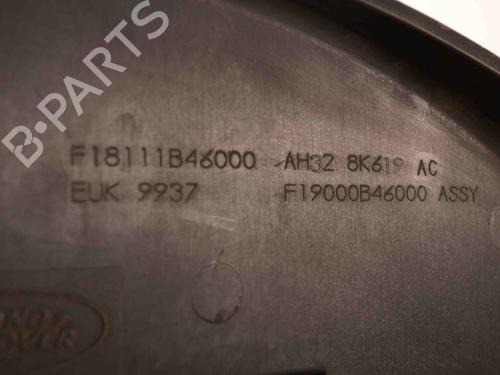 B-PARTS
F18111B46000 AH32 8K619 AC
EUK 9937 F19000B46000 ASSY